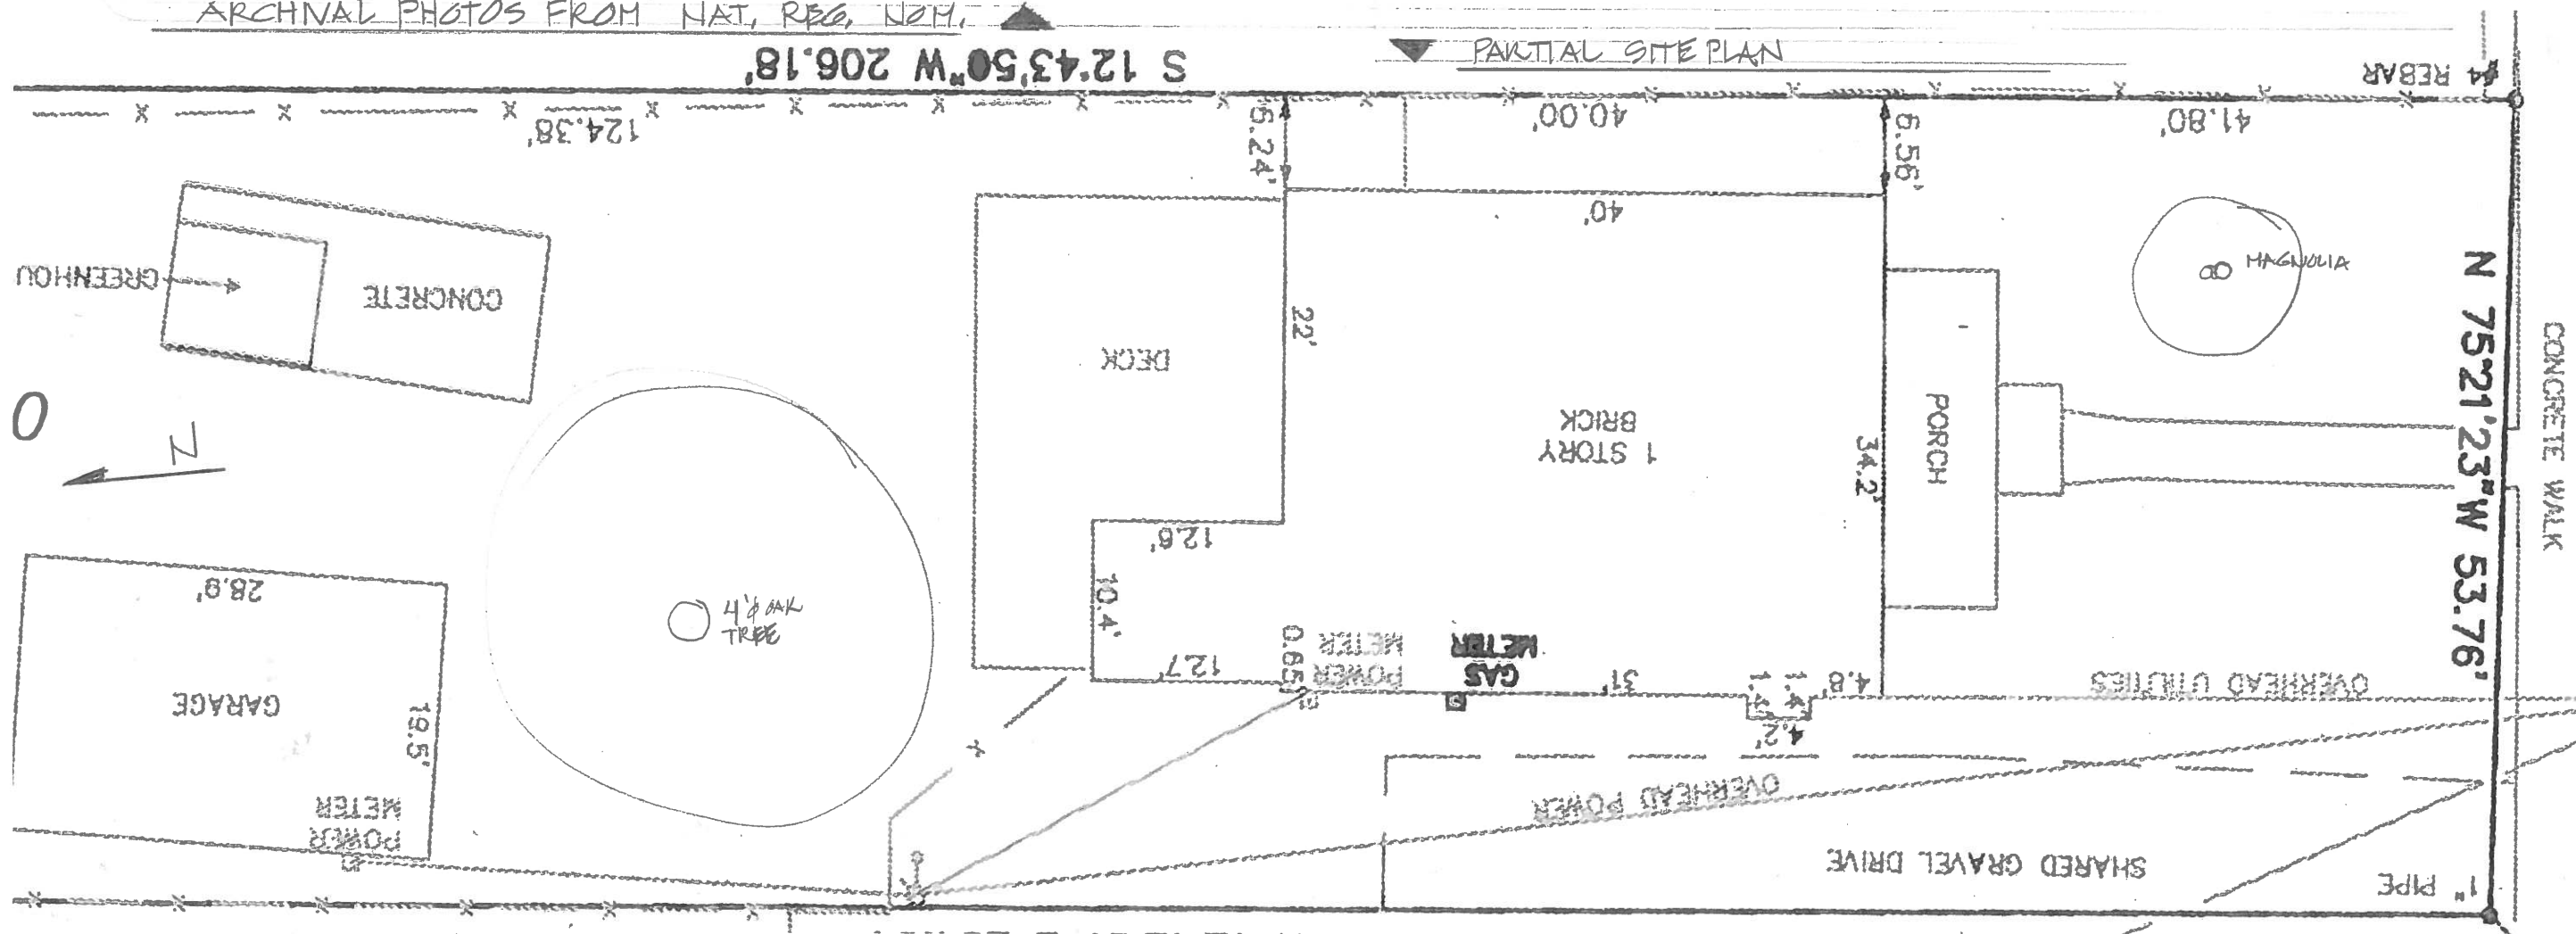 ARCHIVAL PHOTOS FROM NAT. REG. NOM.
PARTIAL SITE PLAN
S 12°43'50"W 206.18'
#4 REBAR
124.38'
40.00'
41.80'
6.56'
40'
MAGNOLIA
N 75°21'23"W 53.76'
CONCRETE WALK
CONCRETE
22'
DECK
1 STORY
BRICK
PORCH
34.2'
N
0
12.6'
10.4'
12.7'
0.65'
POWER
METER
GAS
METER
31'
1.4'
1.4'
4.2'
4.8'
OVERHEAD UTILITIES
28.9'
GARAGE
19.5'
POWER
METER
4'φ OAK
TREE
OVERHEAD POWER
SHARED GRAVEL DRIVE
1" PIPE